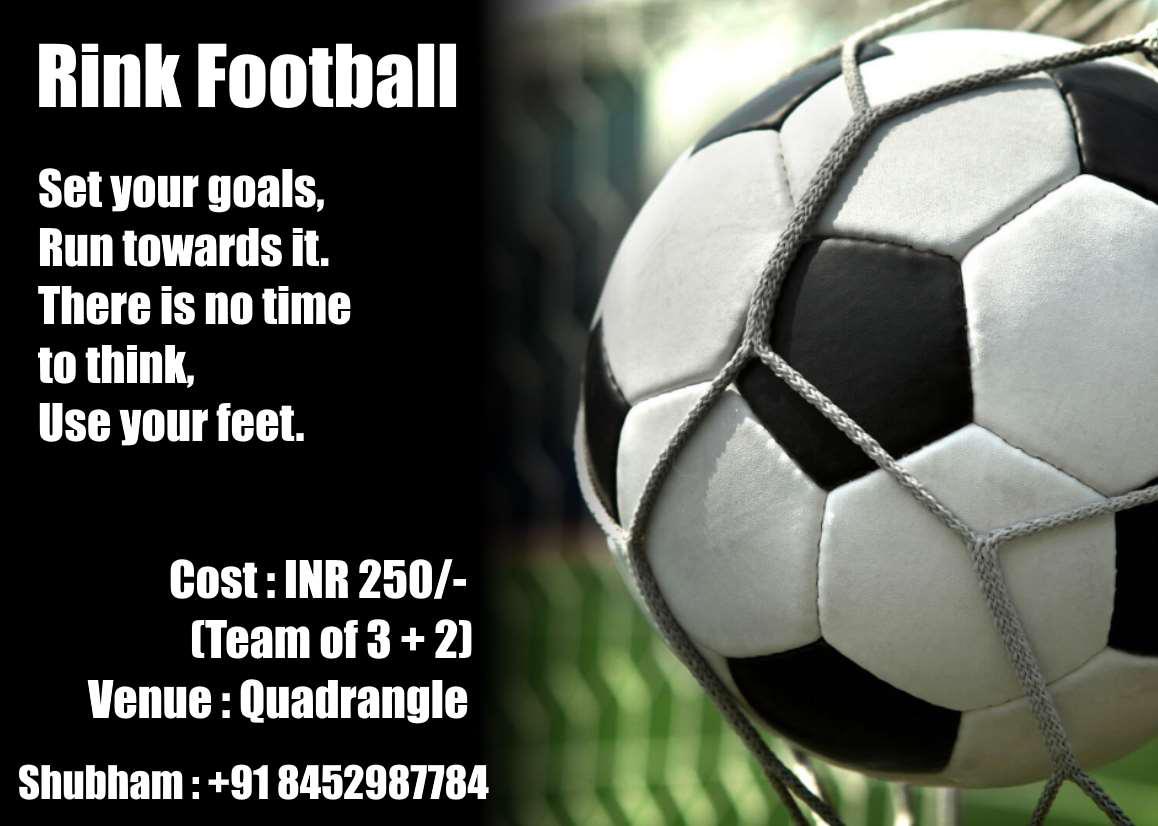 Rink Football
Set your goals,
Run towards it.
There is no time
to think,
Use your feet.
Cost : INR 250/-
(Team of 3 + 2)
Venue : Quadrangle
Shubham : +91 8452987784